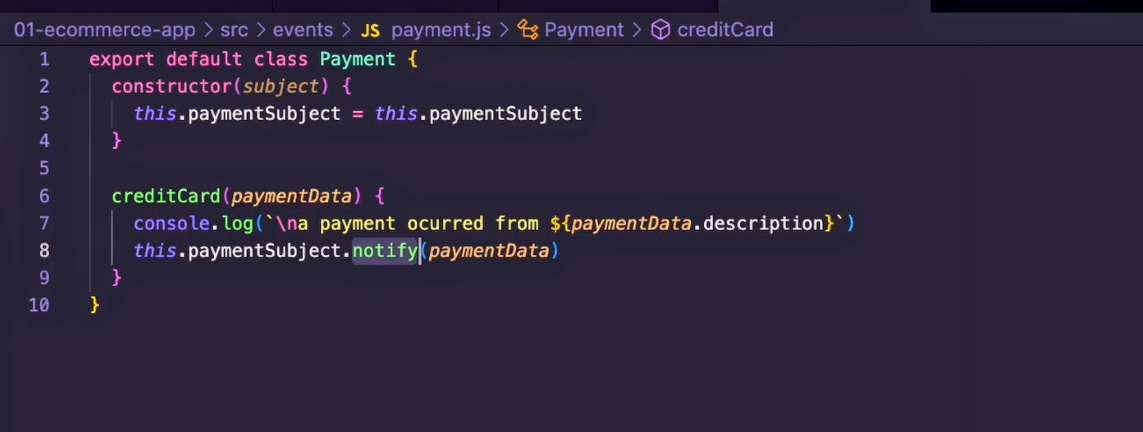 01-ecommerce-app > src > events > JS payment.js > Payment > creditCard
1 export default class Payment {
2 constructor(subject) {
3 this.paymentSubject = this.paymentSubject
4 }
5
6 creditCard(paymentData) {
7 console.log(`\na payment ocurred from ${paymentData.description}`)
8 this.paymentSubject.notify(paymentData)
9 }
10 }